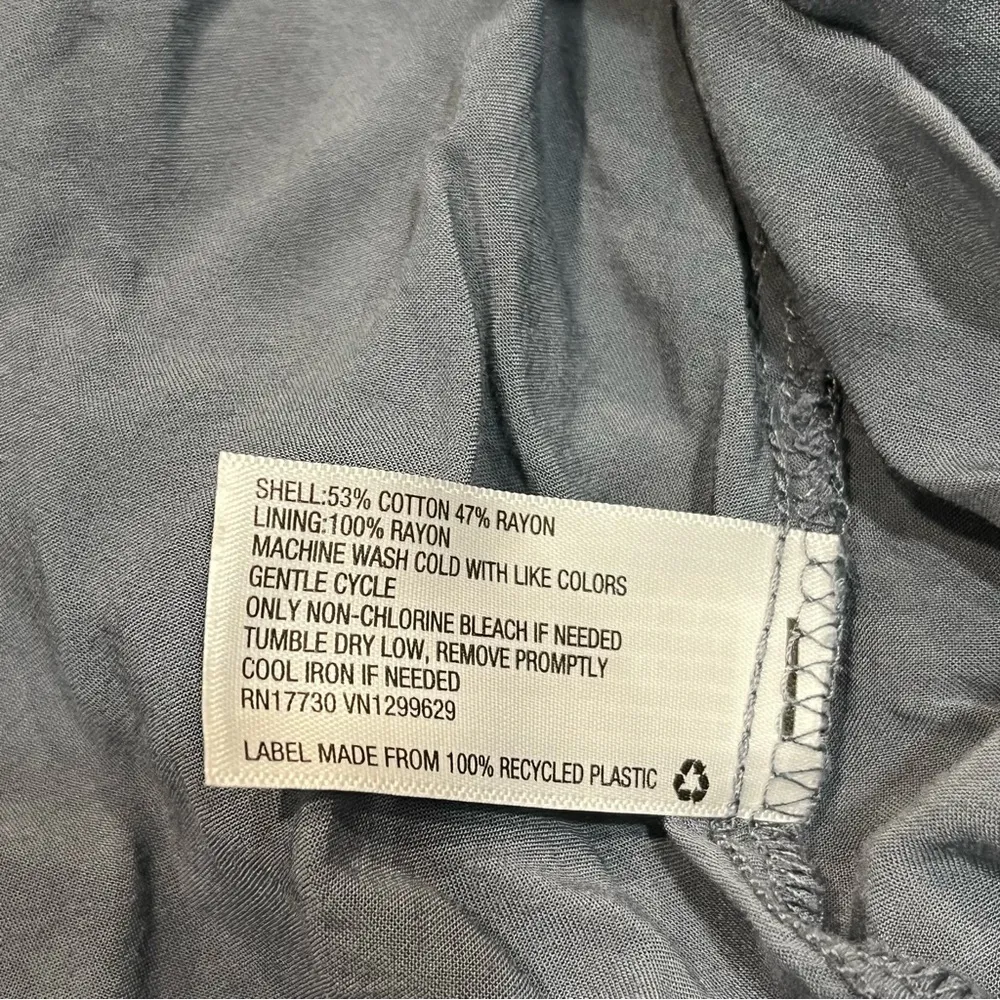 SHELL:53% COTTON 47% RAYON
LINING:100% RAYON
MACHINE WASH COLD WITH LIKE COLORS
GENTLE CYCLE
ONLY NON-CHLORINE BLEACH IF NEEDED
TUMBLE DRY LOW, REMOVE PROMPTLY
COOL IRON IF NEEDED
RN17730 VN1299629
LABEL MADE FROM 100% RECYCLED PLASTIC